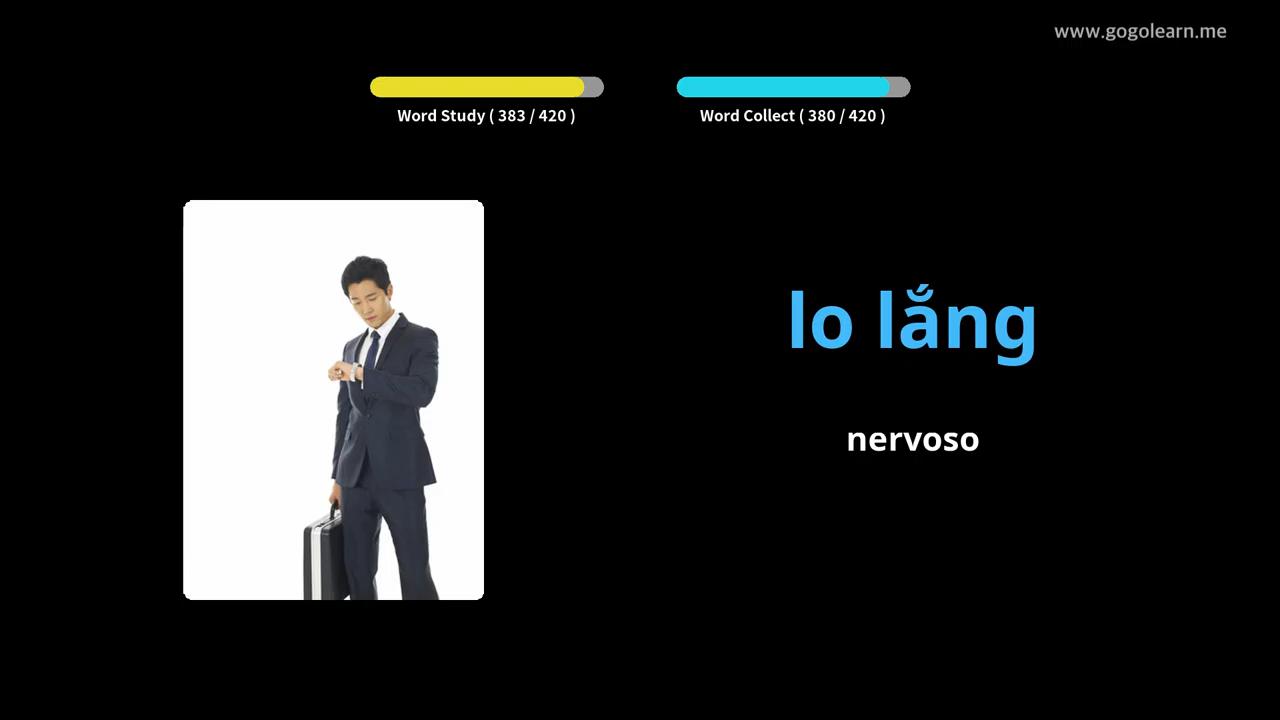 www.gogolearn.me
Word Study ( 383 / 420 )
Word Collect ( 380 / 420 )
lo lắng
nervoso